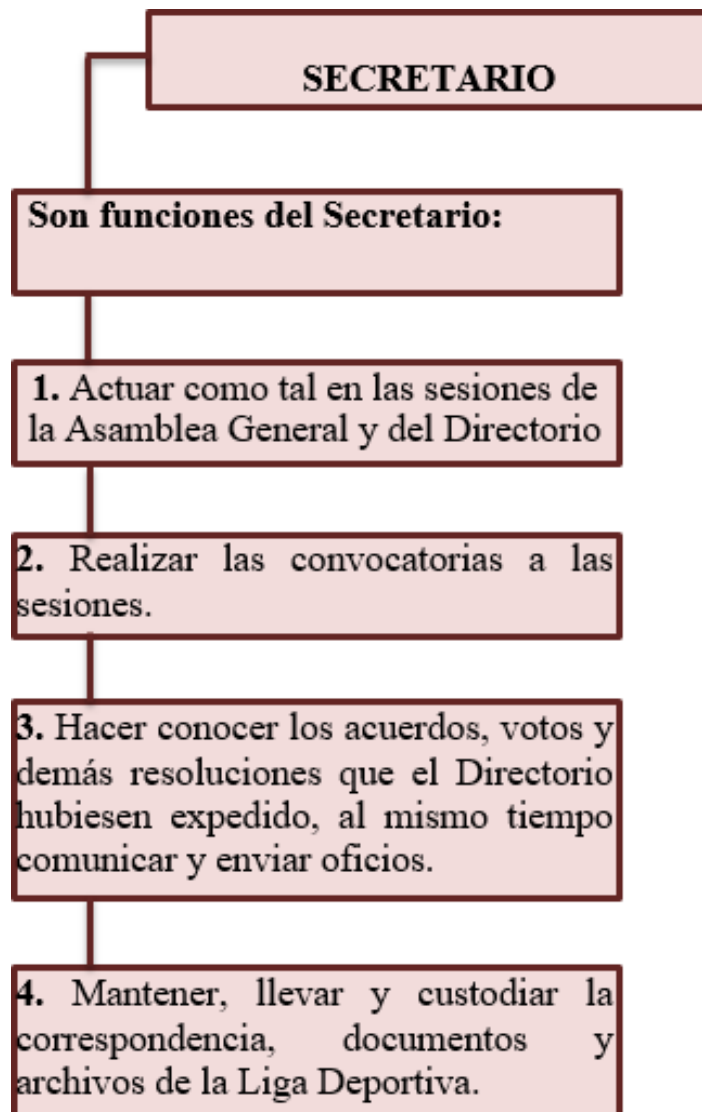 SECRETARIO
Son funciones del Secretario:
1. Actuar como tal en las sesiones de
la Asamblea General y del Directorio
2. Realizar las convocatorias a las
sesiones.
3. Hacer conocer los acuerdos, votos y
demás resoluciones que el Directorio
hubiesen expedido, al mismo tiempo
comunicar y enviar oficios.
4. Mantener, llevar y custodiar la
correspondencia, documentos y
archivos de la Liga Deportiva.